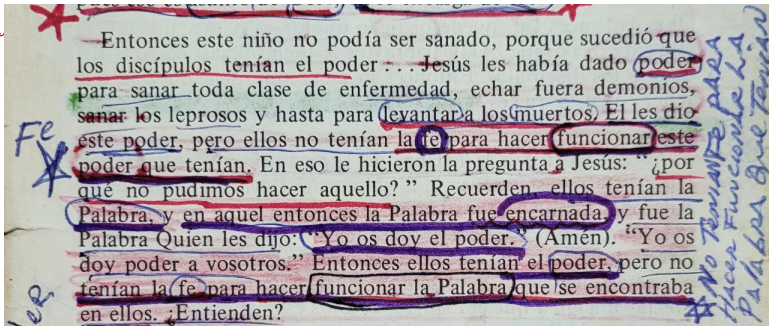 Entonces este niño no podía ser sanado, porque sucedió que
los discípulos tenían el poder . . . Jesús les había dado poder
para sanar toda clase de enfermedad, echar fuera demonios,
sanar los leprosos y hasta para levantar a los muertos. El les dio
este poder, pero ellos no tenían la fe para hacer funcionar este
poder que tenían. En eso le hicieron la pregunta a Jesús: “¿por
qué no pudimos hacer aquello?” Recuerden, ellos tenían la
Palabra, y en aquel entonces la Palabra fue encarnada, y fue la
Palabra Quien les dijo: “Yo os doy el poder.” (Amén). “Yo os
doy poder a vosotros.” Entonces ellos tenían el poder, pero no
tenían la fe para hacer funcionar la Palabra que se encontraba
en ellos. ¿Entienden?
Fe
NO TENIAN Fe PARA
Hacer Funcionar LA
Palabra Que Tenían